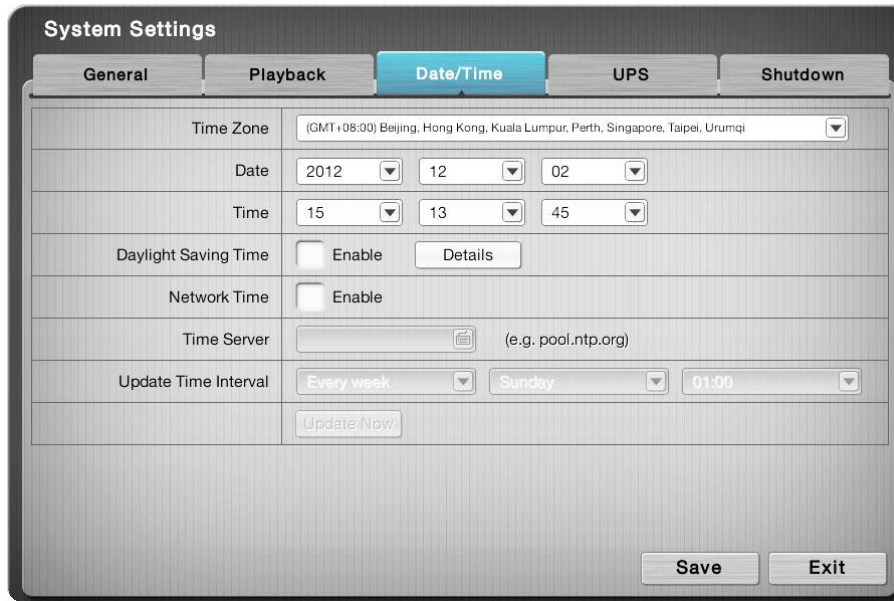 System Settings
General Playback Date/Time UPS Shutdown
Time Zone (GMT+08:00) Beijing, Hong Kong, Kuala Lumpur, Perth, Singapore, Taipei, Urumqi
Date 2012 12 02
Time 15 13 45
Daylight Saving Time Enable Details
Network Time Enable
Time Server (e.g. pool.ntp.org)
Update Time Interval Every week Sunday 01:00
Update Now
Save Exit